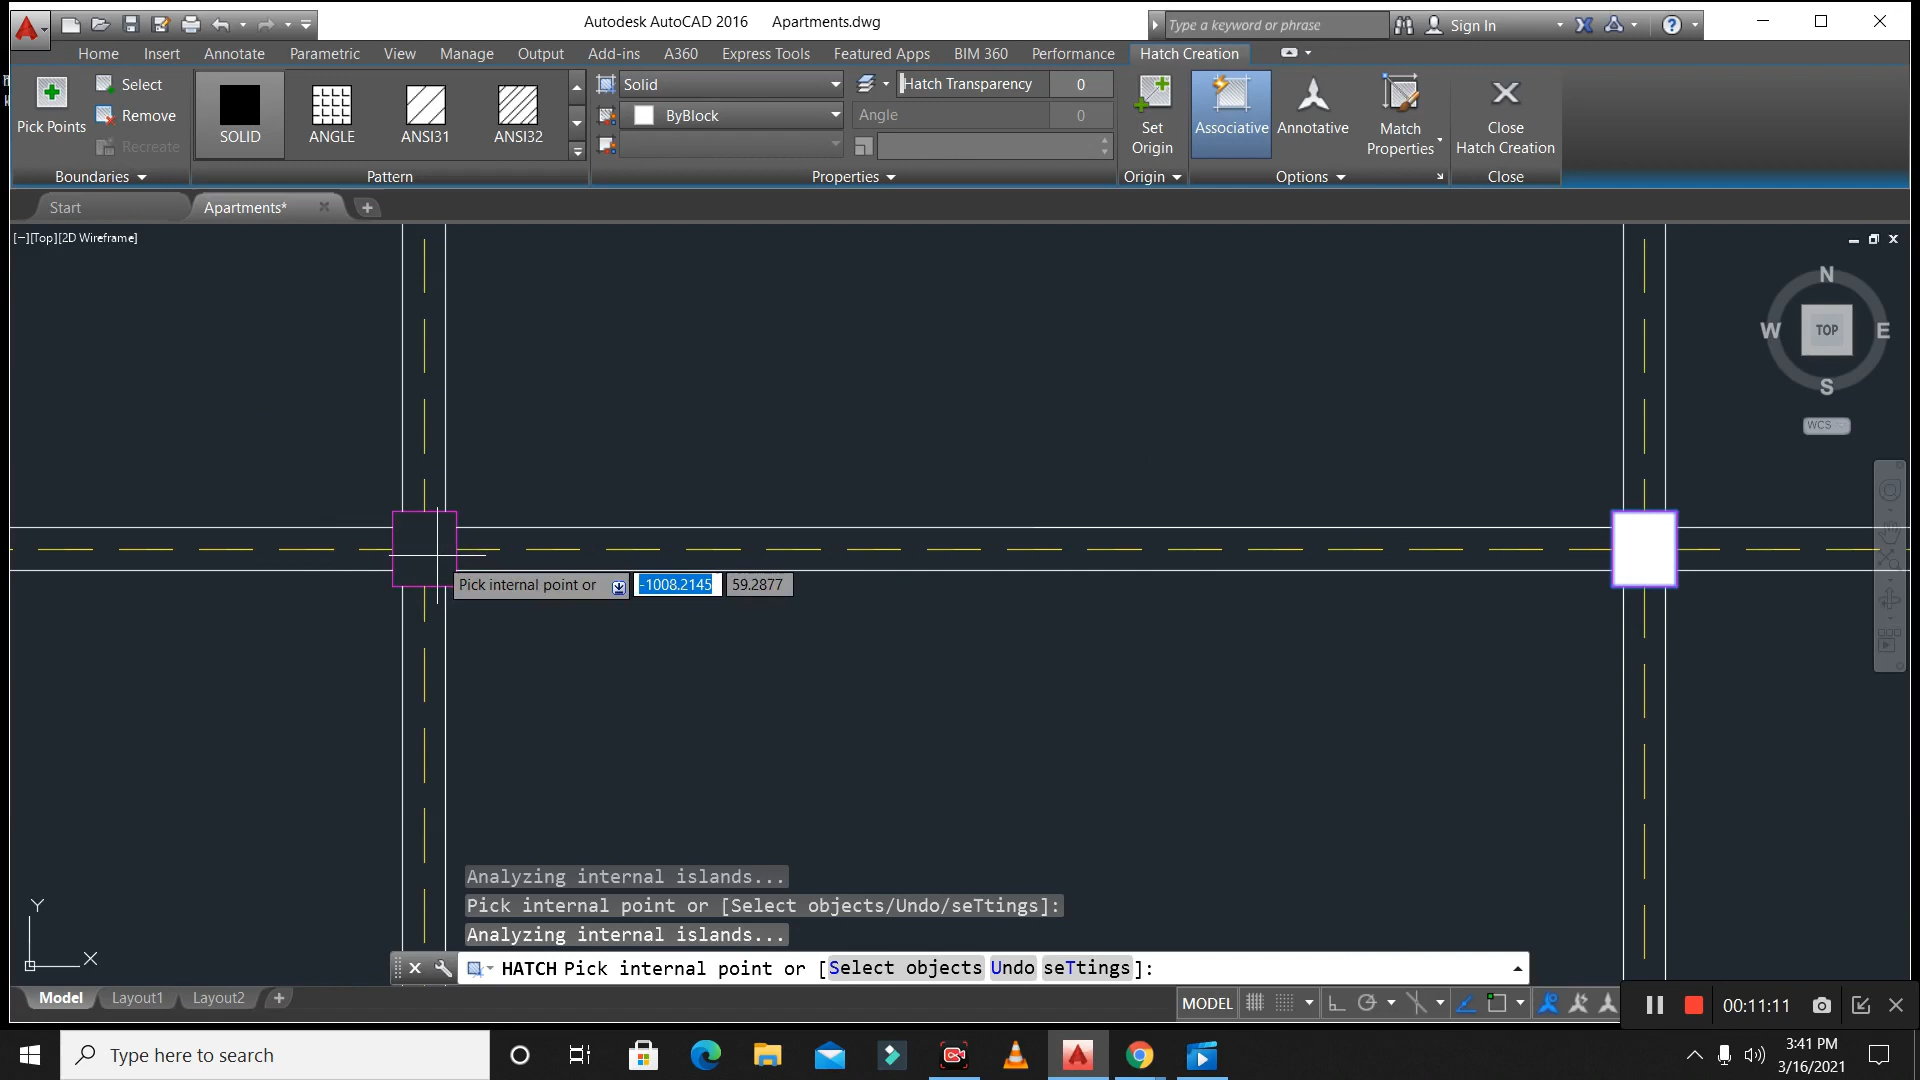 Autodesk AutoCAD 2016 Apartments.dwg
Type a keyword or phrase
Sign In
Home Insert Annotate Parametric View Manage Output Add-ins A360 Express Tools Featured Apps BIM 360 Performance Hatch Creation
Pick Points
Select
Remove
Recreate
Boundaries
SOLID
ANGLE
ANSI31
ANSI32
Pattern
Solid
ByBlock
Hatch Transparency 0
Angle 0
Properties
Set
Origin
Origin
Associative
Annotative
Match
Properties
Options
Close
Hatch Creation
Close
Start
Apartments*
[−][Top][2D Wireframe]
N
W
TOP
E
S
WCS
Pick internal point or -1008.2145 59.2877
Analyzing internal islands...
Pick internal point or [Select objects/Undo/seTtings]:
Analyzing internal islands...
Y
X
HATCH Pick internal point or [Select objects Undo seTtings]:
Model Layout1 Layout2
MODEL
00:11:11
Type here to search
3:41 PM
3/16/2021